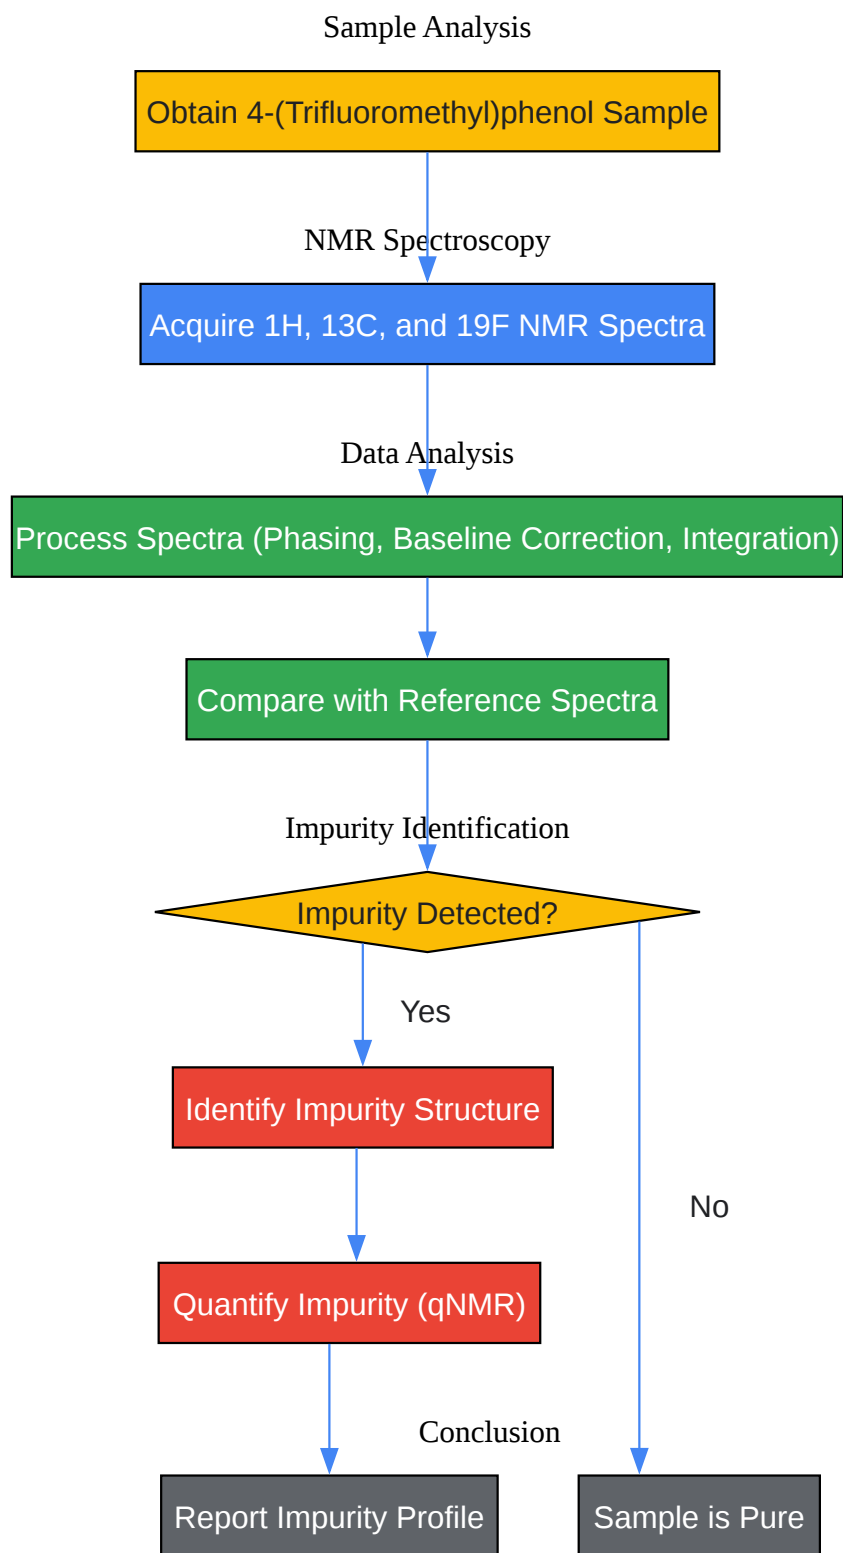 Sample Analysis
Obtain 4-(Trifluoromethyl)phenol Sample
NMR Spectroscopy
Acquire 1H, 13C, and 19F NMR Spectra
Data Analysis
Process Spectra (Phasing, Baseline Correction, Integration)
Compare with Reference Spectra
Impurity Identification
Impurity Detected?
Yes
Identify Impurity Structure
No
Quantify Impurity (qNMR)
Conclusion
Report Impurity Profile
Sample is Pure